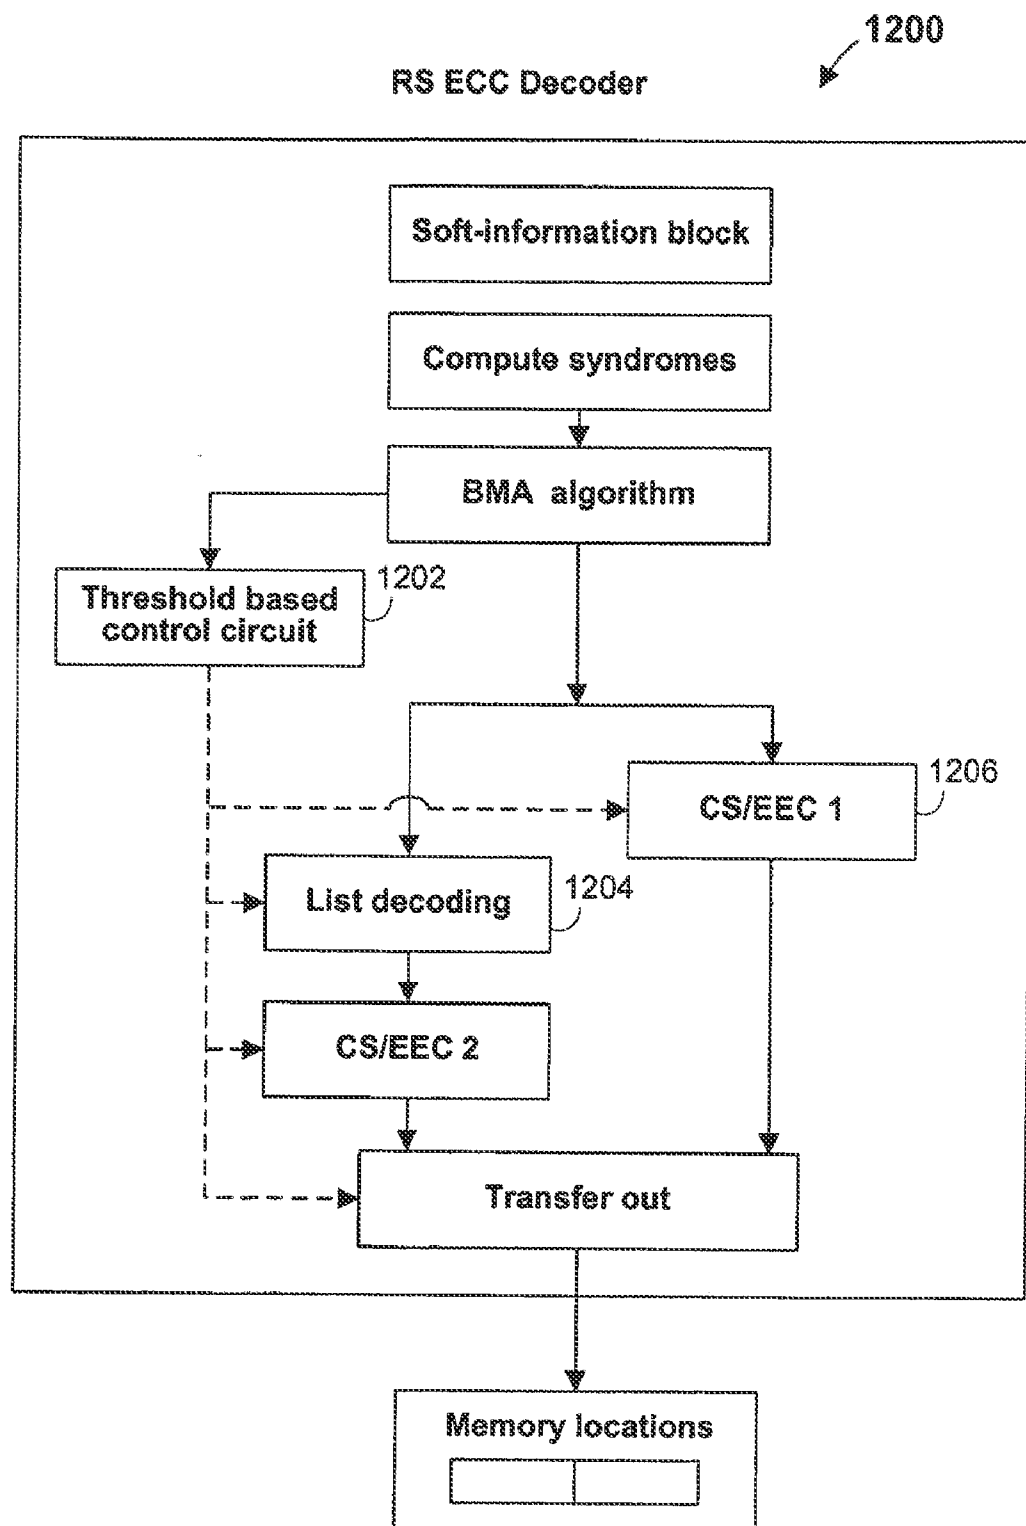 1200
RS ECC Decoder
Soft-information block
Compute syndromes
BMA algorithm
1202
Threshold based
control circuit
1206
CS/EEC 1
1204
List decoding
CS/EEC 2
Transfer out
Memory locations